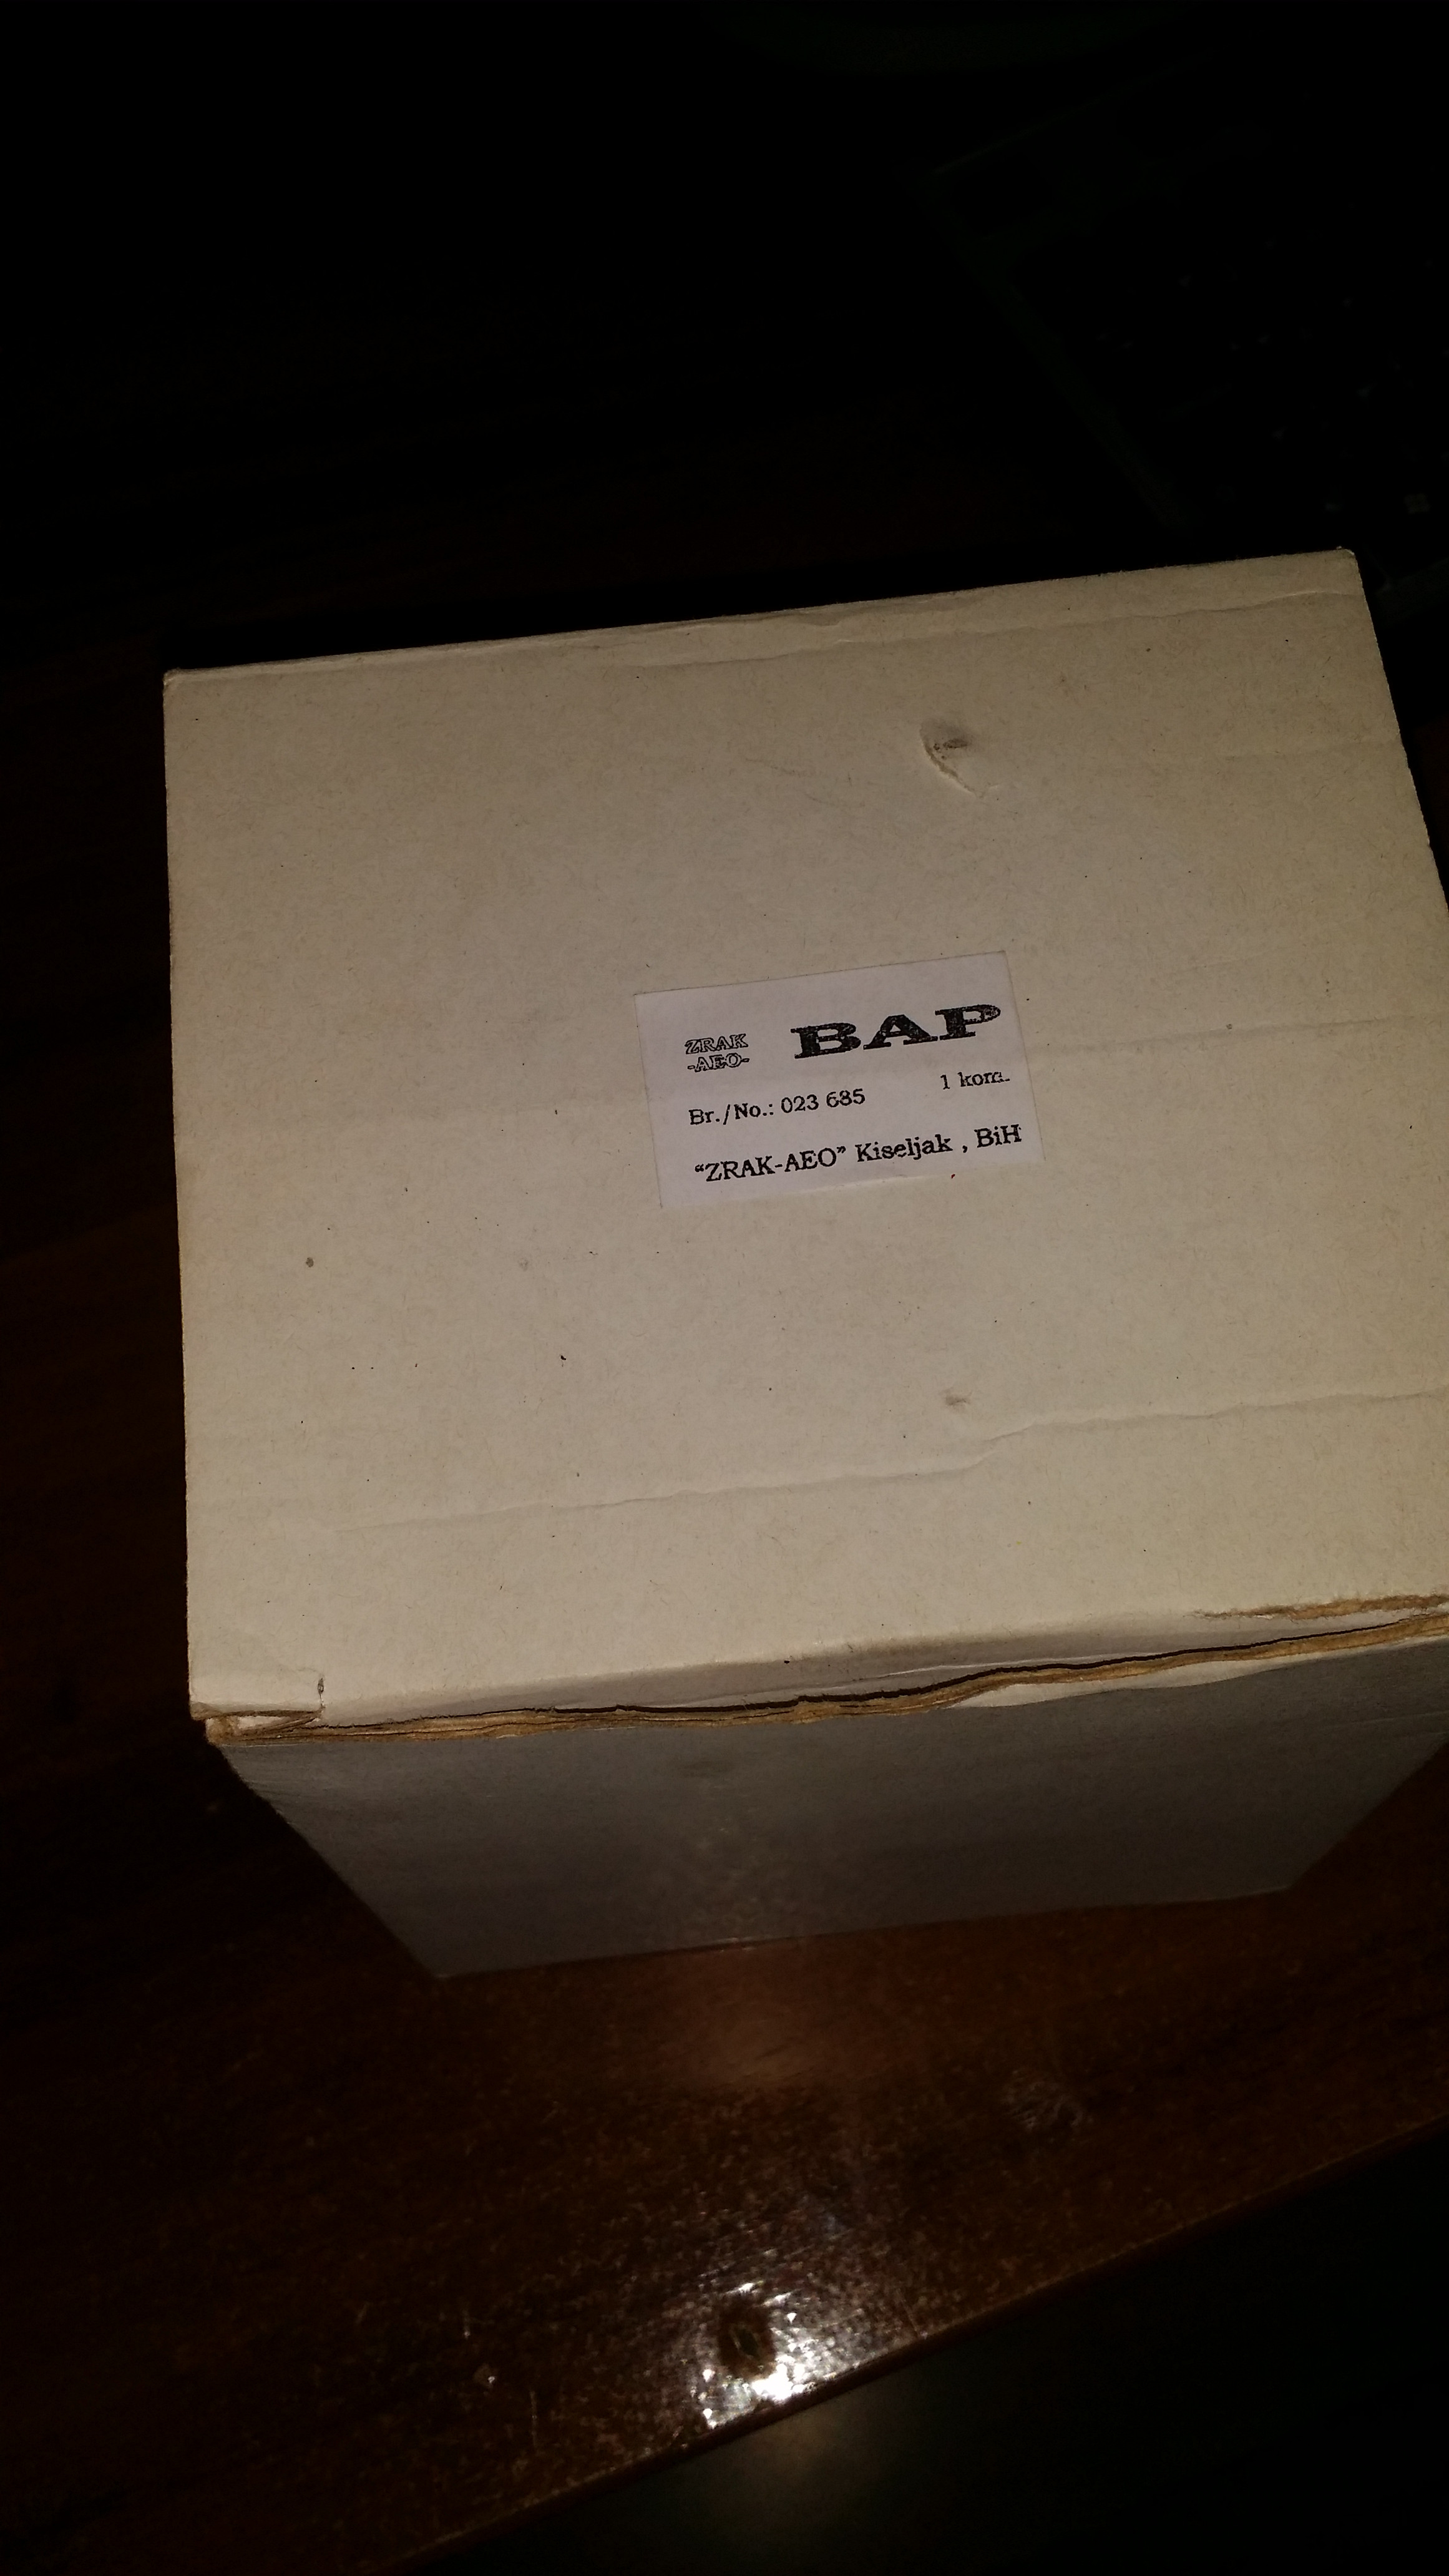 ZRAK
-AEO-
BAP
Br./No.: 023 685
1 kom.
“ZRAK-AEO” Kiseljak , BiH